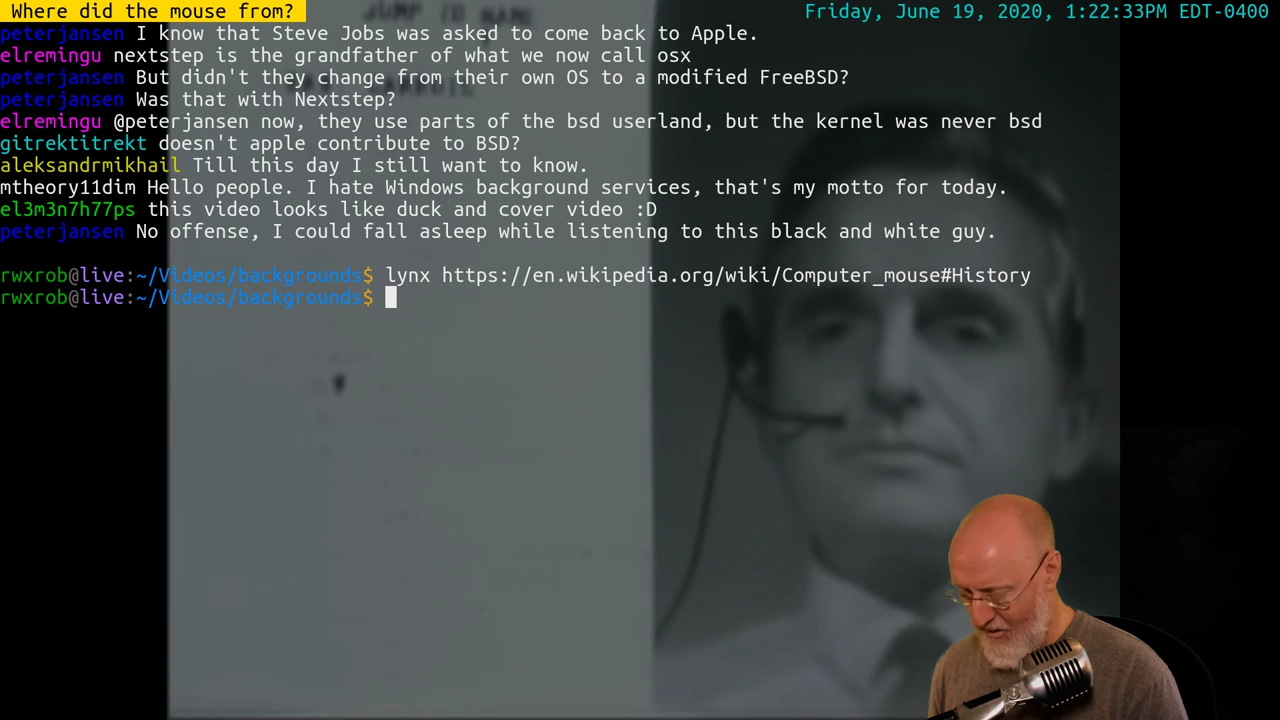 Where did the mouse from?
Friday, June 19, 2020, 1:22:33PM EDT-0400
JUMP TO NAME
peterjansen I know that Steve Jobs was asked to come back to Apple.
elremingu nextstep is the grandfather of what we now call osx
peterjansen But didn't they change from their own OS to a modified FreeBSD?
peterjansen Was that with Nextstep?
elremingu @peterjansen now, they use parts of the bsd userland, but the kernel was never bsd
gitrektitrekt doesn't apple contribute to BSD?
aleksandrmikhail Till this day I still want to know.
mtheory11dim Hello people. I hate Windows background services, that's my motto for today.
el3m3n7h77ps this video looks like duck and cover video :D
peterjansen No offense, I could fall asleep while listening to this black and white guy.
rwxrob@live:~/Videos/backgrounds$ lynx https://en.wikipedia.org/wiki/Computer_mouse#History
rwxrob@live:~/Videos/backgrounds$